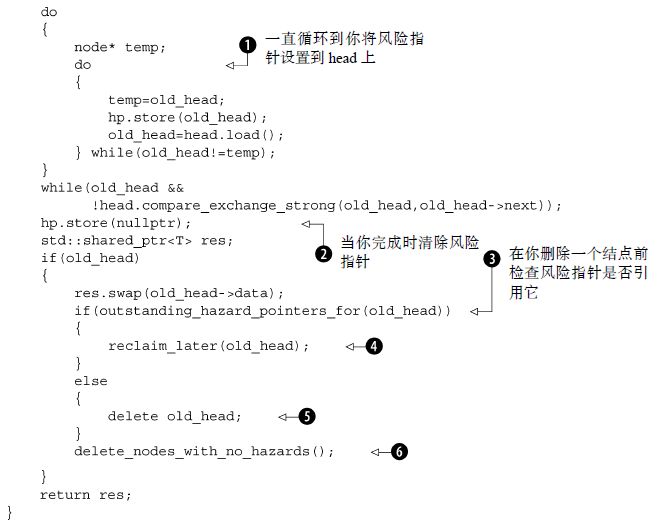 do
{
node* temp;
do
❶ 一直循环到你将风险指
针设置到 head 上
{
temp=old_head;
hp.store(old_head);
old_head=head.load();
} while(old_head!=temp);
}
while(old_head &&
!head.compare_exchange_strong(old_head,old_head->next));
hp.store(nullptr);
❷ 当你完成时清除风险
指针
std::shared_ptr<T> res;
if(old_head)
{
❸ 在你删除一个结点前
检查风险指针是否引
用它
res.swap(old_head->data);
if(outstanding_hazard_pointers_for(old_head))
{
reclaim_later(old_head); ❹
}
else
{
delete old_head; ❺
}
delete_nodes_with_no_hazards(); ❻
}
return res;
}